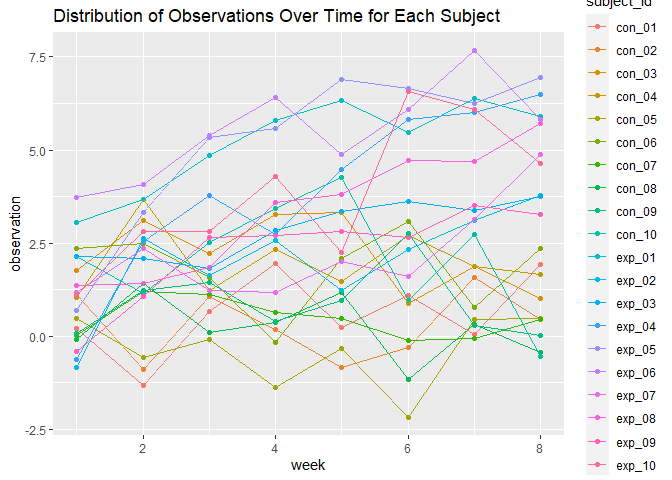 Distribution of Observations Over Time for Each Subject
subject_id
con_01
con_02
con_03
con_04
con_05
con_06
con_07
con_08
con_09
con_10
exp_01
exp_02
exp_03
exp_04
exp_05
exp_06
exp_07
exp_08
exp_09
exp_10
observation
7.5
5.0
2.5
0.0
-2.5
2
4
6
8
week